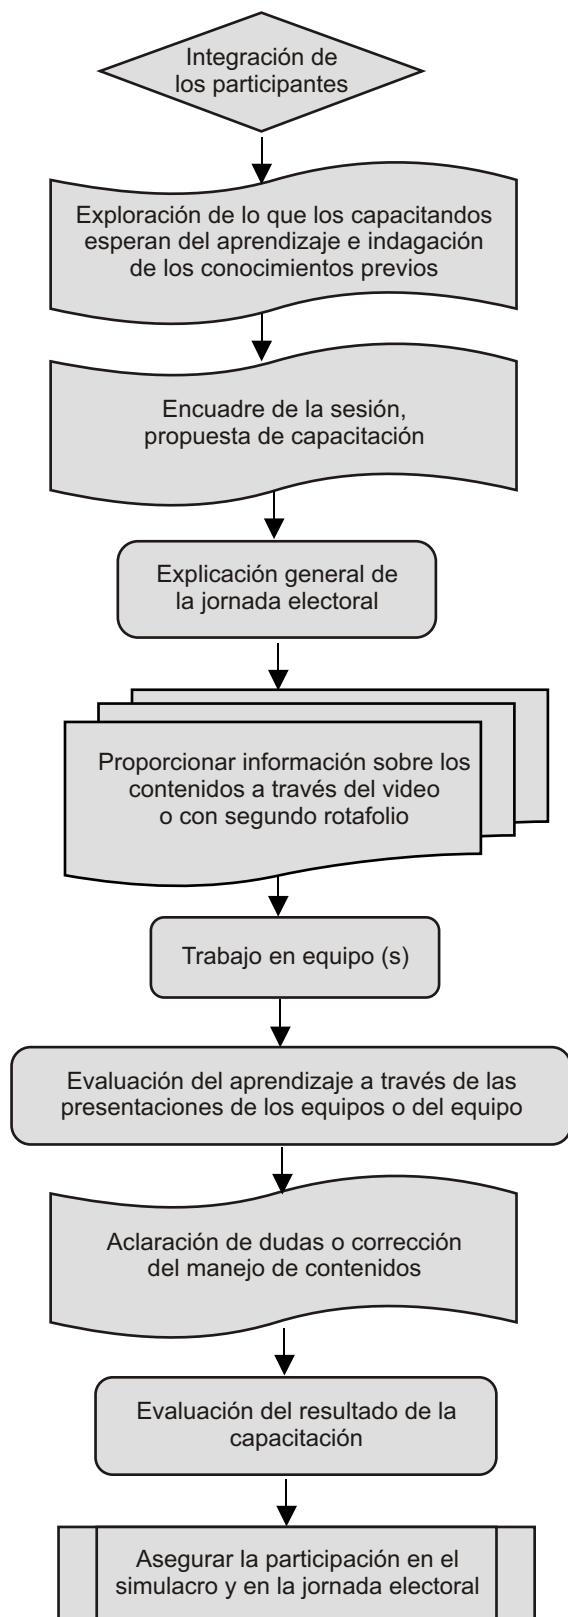 Integración de
los participantes
Exploración de lo que los capacitandos
esperan del aprendizaje e indagación
de los conocimientos previos
Encuadre de la sesión,
propuesta de capacitación
Explicación general de
la jornada electoral
Proporcionar información sobre los
contenidos a través del video
o con segundo rotafolio
Trabajo en equipo (s)
Evaluación del aprendizaje a través de las
presentaciones de los equipos o del equipo
Aclaración de dudas o corrección
del manejo de contenidos
Evaluación del resultado de la
capacitación
Asegurar la participación en el
simulacro y en la jornada electoral